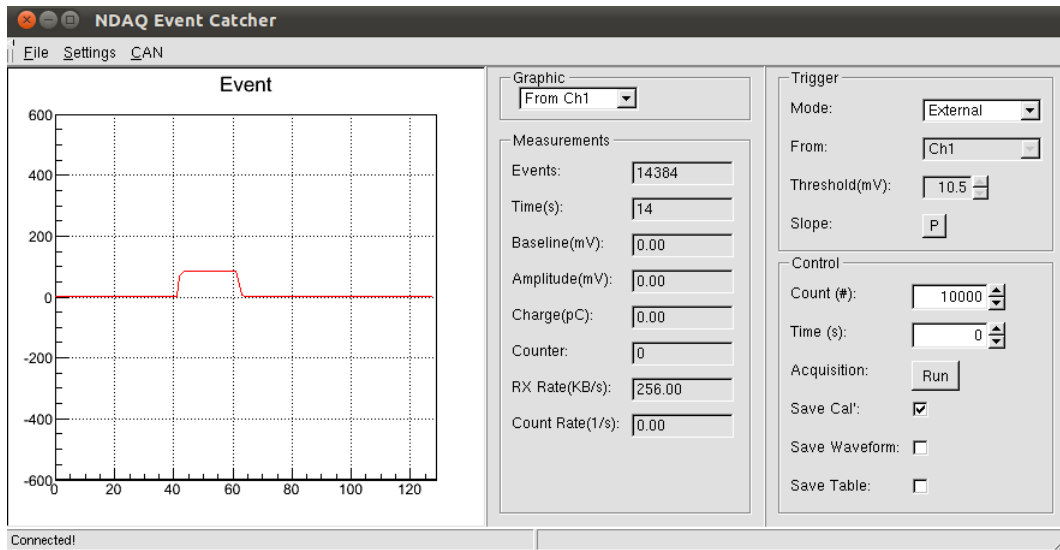 NDAQ Event Catcher
File Settings CAN
Event
600
400
200
0
-200
-400
-600
0 20 40 60 80 100 120
Graphic
From Ch1
Measurements
Events: 14384
Time(s): 14
Baseline(mV): 0.00
Amplitude(mV): 0.00
Charge(pC): 0.00
Counter: 0
RX Rate(KB/s): 256.00
Count Rate(1/s): 0.00
Trigger
Mode: External
From: Ch1
Threshold(mV): 10.5
Slope: P
Control
Count (#): 10000
Time (s): 0
Acquisition: Run
Save Cal':
Save Waveform:
Save Table:
Connected!